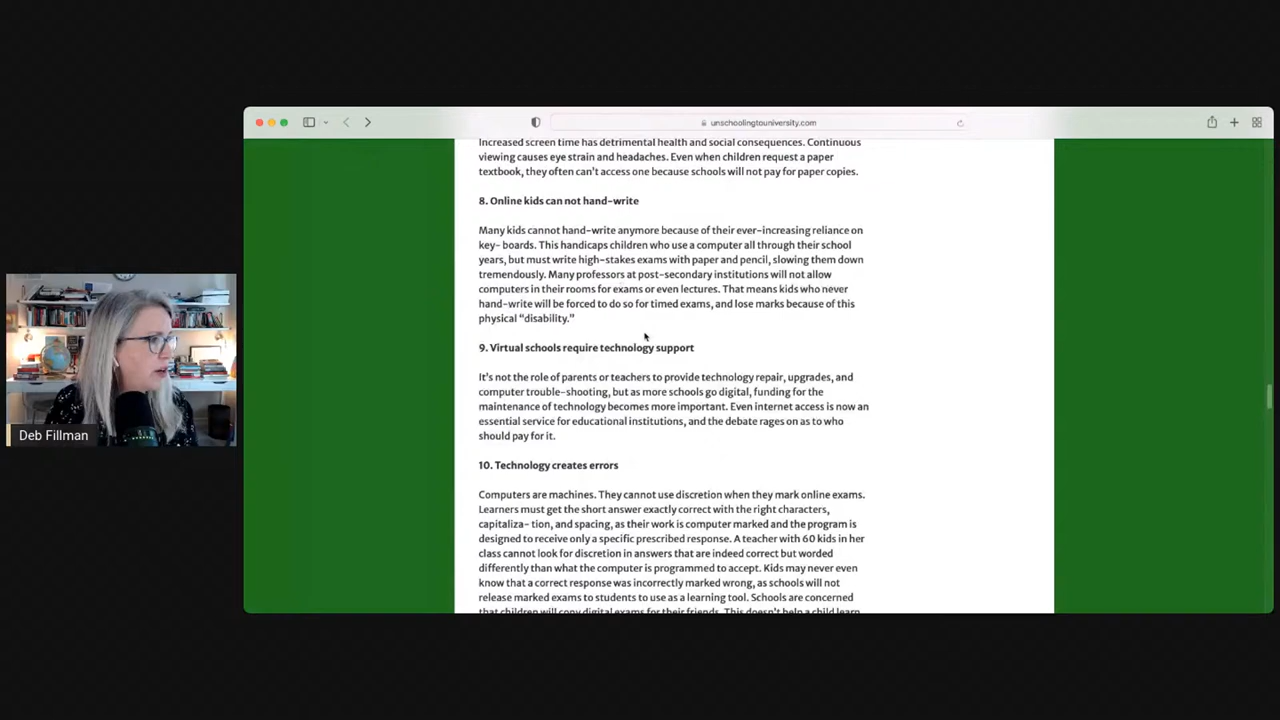 unschoolingtouniversity.com
Increased screen time has detrimental health and social consequences. Continuous
viewing causes eye strain and headaches. Even when children request a paper
textbook, they often can't access one because schools will not pay for paper copies.
8. Online kids can not hand-write
Many kids cannot hand-write anymore because of their ever-increasing reliance on
key- boards. This handicaps children who use a computer all through their school
years, but must write high-stakes exams with paper and pencil, slowing them down
tremendously. Many professors at post-secondary institutions will not allow
computers in their rooms for exams or even lectures. That means kids who never
hand-write will be forced to do so for timed exams, and lose marks because of this
physical “disability.”
9. Virtual schools require technology support
It's not the role of parents or teachers to provide technology repair, upgrades, and
computer trouble-shooting, but as more schools go digital, funding for the
maintenance of technology becomes more important. Even internet access is now an
essential service for educational institutions, and the debate rages on as to who
should pay for it.
10. Technology creates errors
Computers are machines. They cannot use discretion when they mark online exams.
Learners must get the short answer exactly correct with the right characters,
capitaliza- tion, and spacing, as their work is computer marked and the program is
designed to receive only a specific prescribed response. A teacher with 60 kids in her
class cannot look for discretion in answers that are indeed correct but worded
differently than what the computer is programmed to accept. Kids may never even
know that a correct response was incorrectly marked wrong, as schools will not
release marked exams to students to use as a learning tool. Schools are concerned
that children will copy digital exams for their friends. This doesn't help a child learn
Deb Fillman